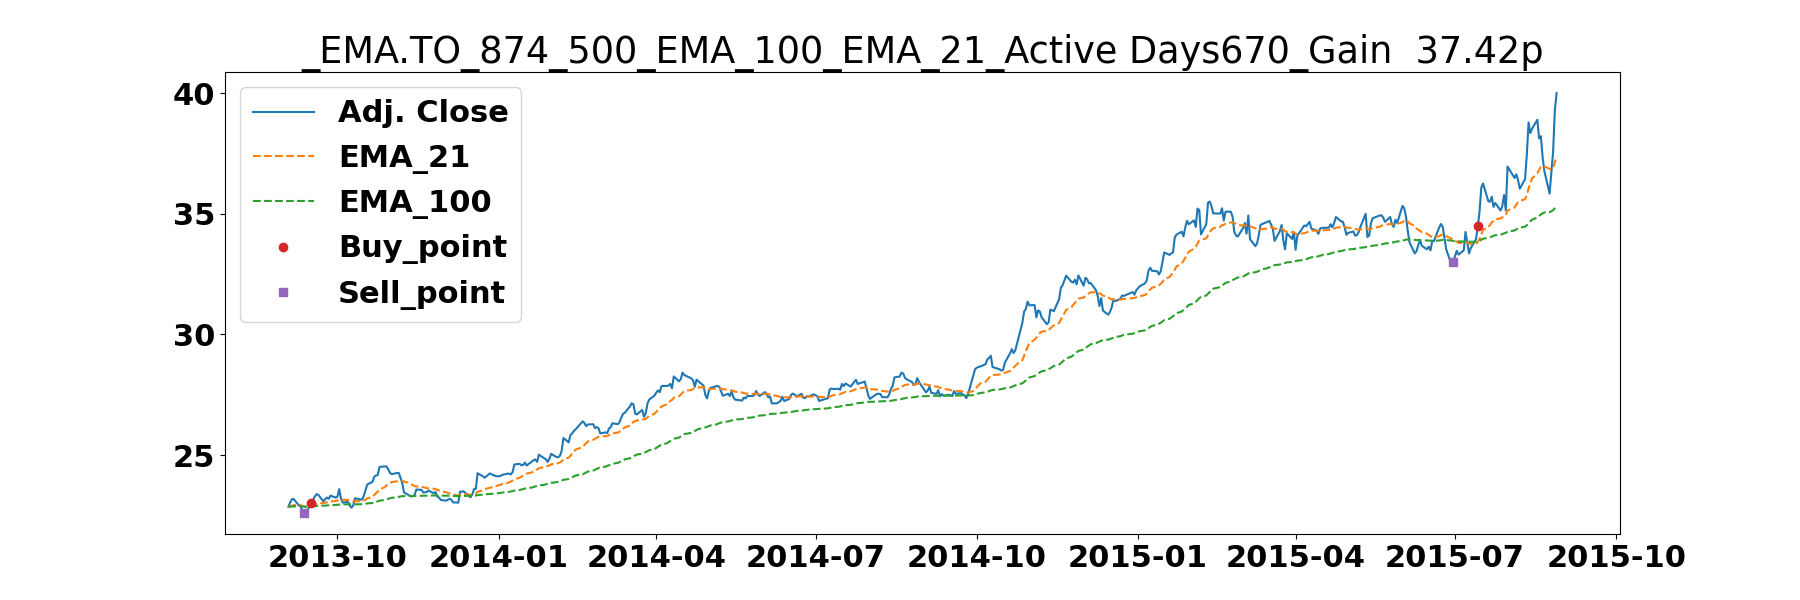 _EMA.TO_874_500_EMA_100_EMA_21_Active Days670_Gain  37.42p
40
35
30
25
Adj. Close
EMA_21
EMA_100
Buy_point
Sell_point
2013-10 2014-01 2014-04 2014-07 2014-10 2015-01 2015-04 2015-07 2015-10